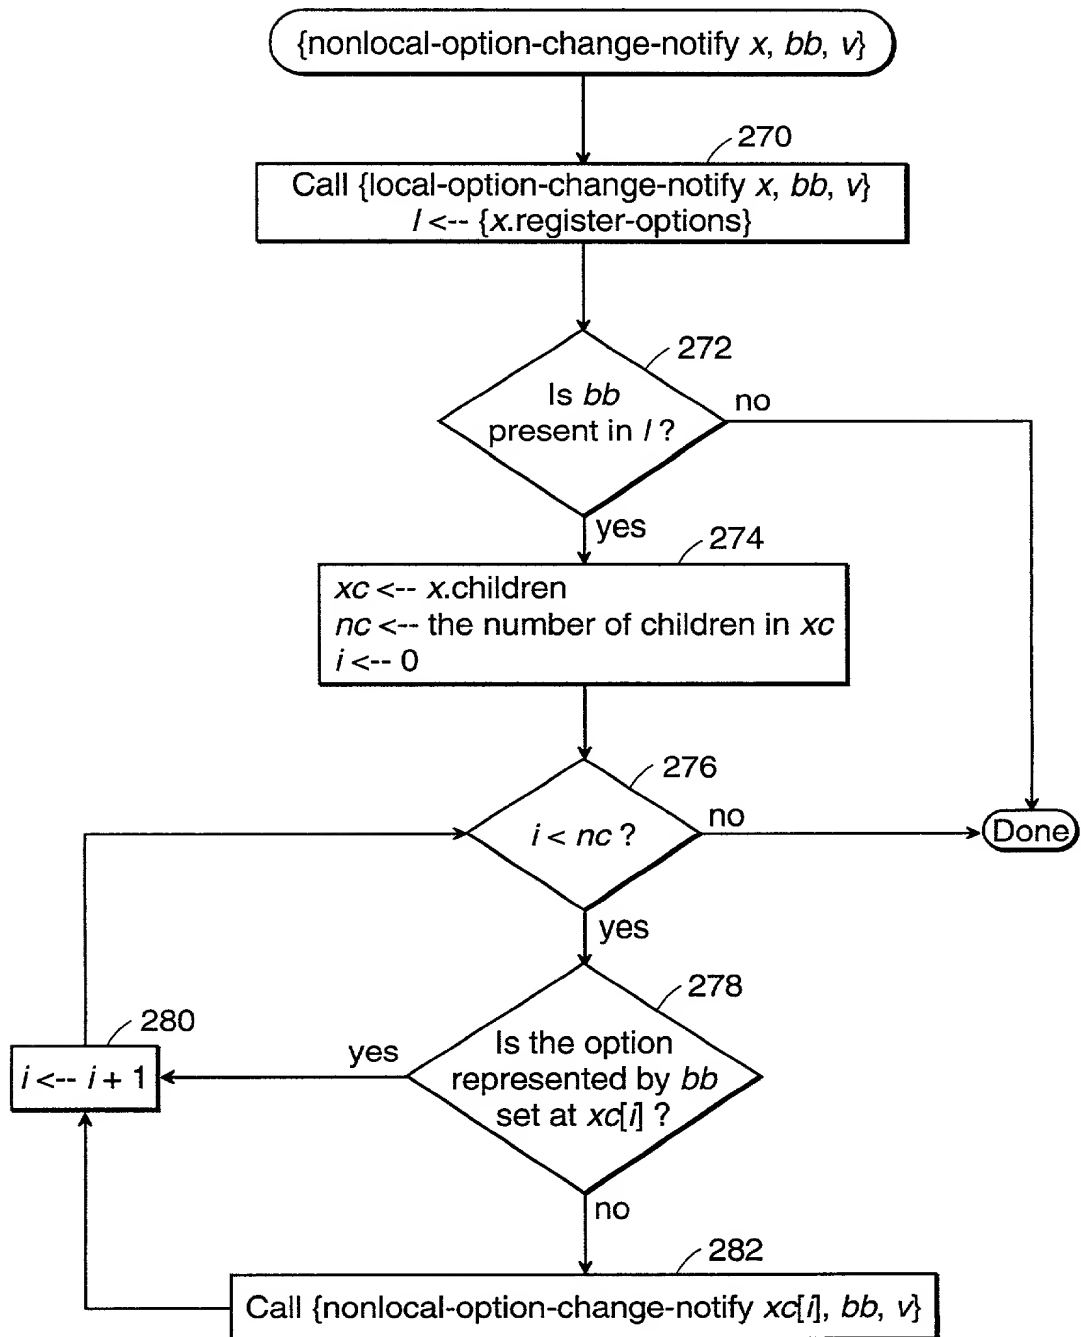 {nonlocal-option-change-notify x, bb, v}
270
Call {local-option-change-notify x, bb, v}
l <-- {x.register-options}
272
Is bb
present in l ?
no
yes
274
xc <-- x.children
nc <-- the number of children in xc
i <-- 0
276
i < nc ?
no
Done
yes
278
Is the option
represented by bb
set at xc[i] ?
yes
280
i <-- i + 1
no
282
Call {nonlocal-option-change-notify xc[i], bb, v}